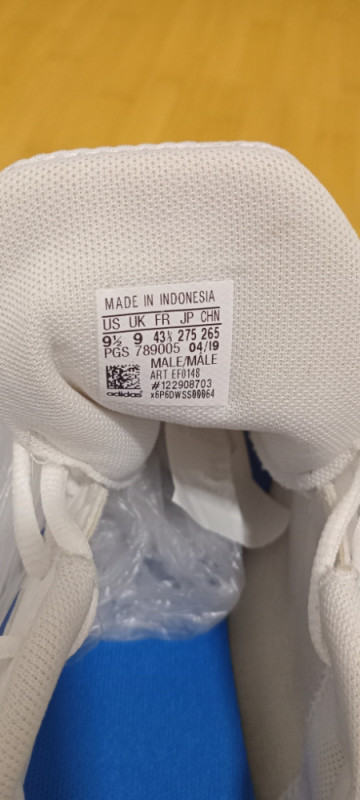 MADE IN INDONESIA
US UK FR JP CHN
9½ 9 43⅓ 275 265
PGS 789005 04/19
MALE/MÂLE
ART EF0148
#122908703
adidas x6P6DWSS00064